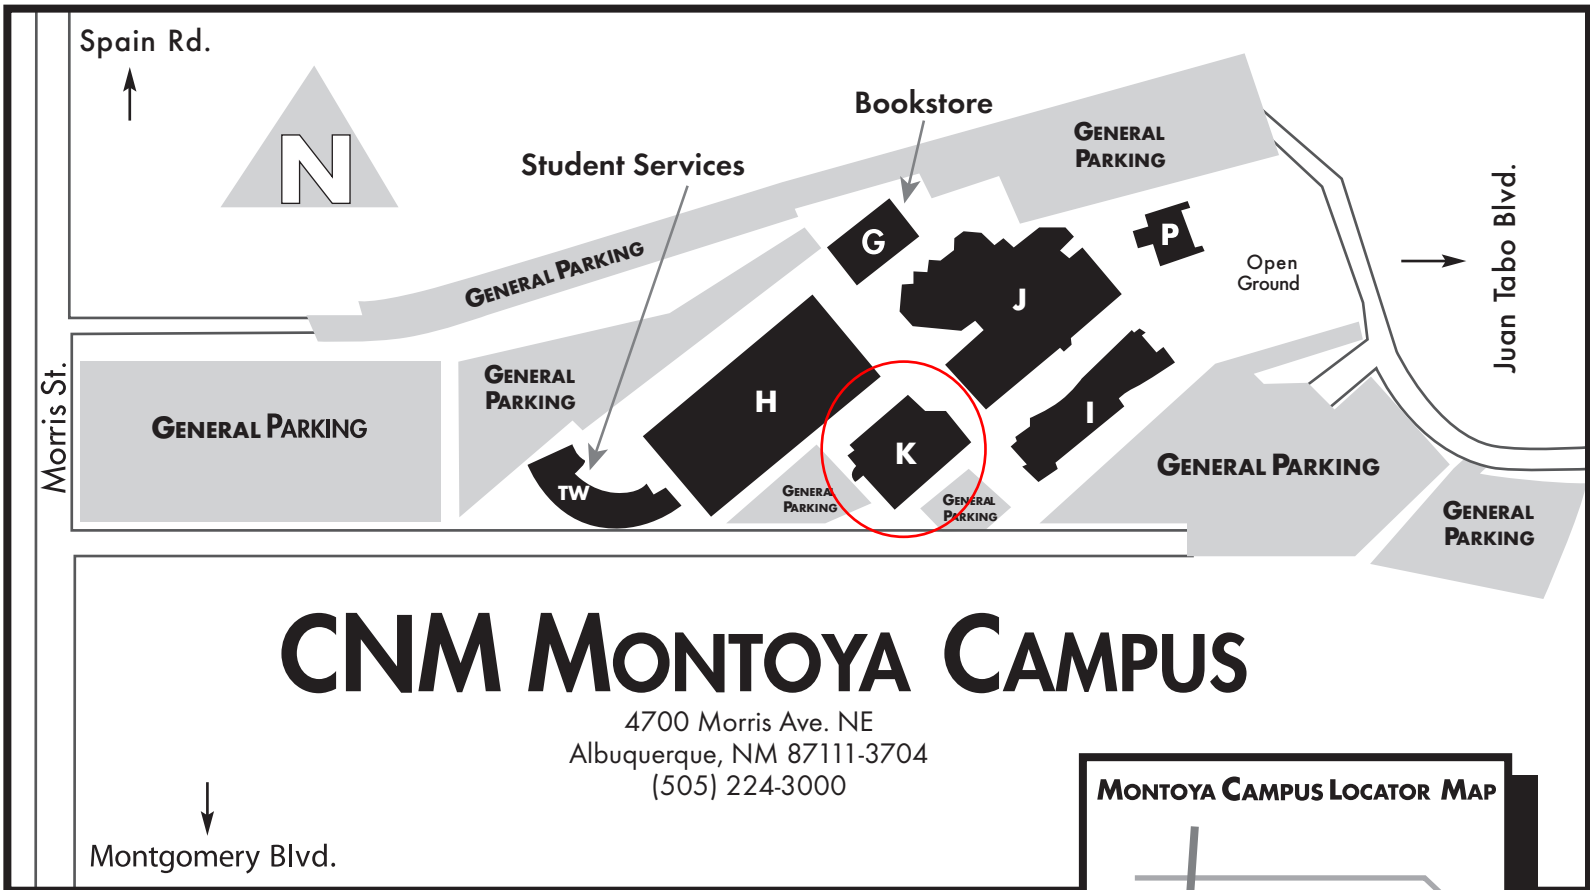 Spain Rd.
N
Bookstore
Student Services
GENERAL
PARKING
Juan Tabo Blvd.
G
P
Open
Ground
GENERAL PARKING
J
Morris St.
GENERAL
PARKING
H
I
GENERAL PARKING
K
GENERAL PARKING
TW
GENERAL
PARKING
GENERAL
PARKING
GENERAL
PARKING
CNM MONTOYA CAMPUS
4700 Morris Ave. NE
Albuquerque, NM 87111-3704
(505) 224-3000
MONTOYA CAMPUS LOCATOR MAP
Montgomery Blvd.